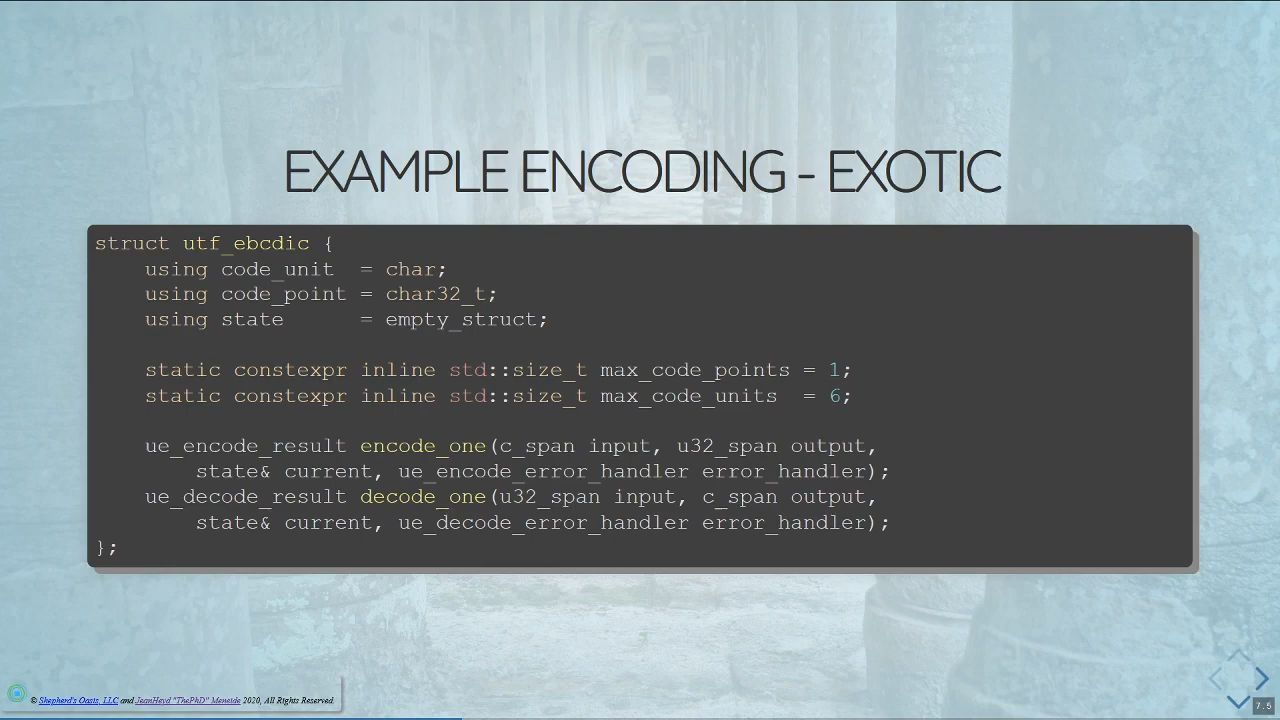 EXAMPLE ENCODING - EXOTIC
struct utf_ebcdic {
    using code_unit  = char;
    using code_point = char32_t;
    using state      = empty_struct;

    static constexpr inline std::size_t max_code_points = 1;
    static constexpr inline std::size_t max_code_units  = 6;

    ue_encode_result encode_one(c_span input, u32_span output,
        state& current, ue_encode_error_handler error_handler);
    ue_decode_result decode_one(u32_span input, c_span output,
        state& current, ue_decode_error_handler error_handler);
};
© Shepherd's Oasis, LLC and JeanHeyd "ThePhD" Meneide 2020, All Rights Reserved.
7.5